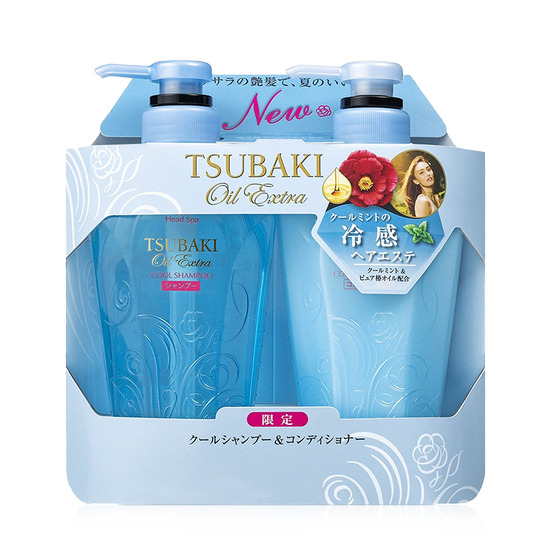 サラの艶髪で、夏のいい
New
TSUBAKI
Oil Extra
クールミントの
冷感
ヘアエステ
クールミント &
ピュア椿オイル配合
Head Spa
TSUBAKI
Oil Extra
COOL SHAMPOO
シャンプー
限定
クールシャンプー&コンディショナー